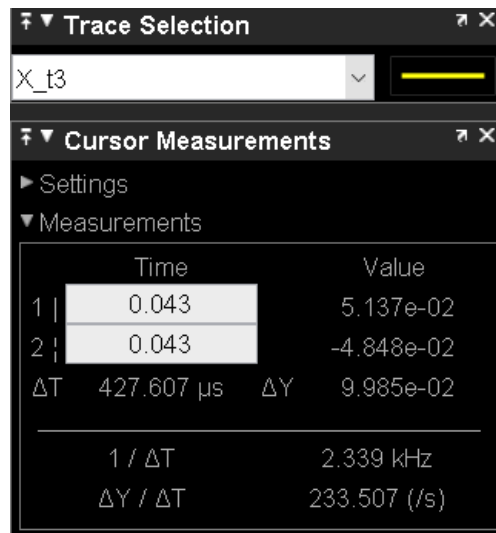 Trace Selection
X_t3
Cursor Measurements
Settings
Measurements
Time Value
1 | 0.043 5.137e-02
2 ¦ 0.043 -4.848e-02
ΔT 427.607 µs ΔY 9.985e-02
1 / ΔT 2.339 kHz
ΔY / ΔT 233.507 (/s)